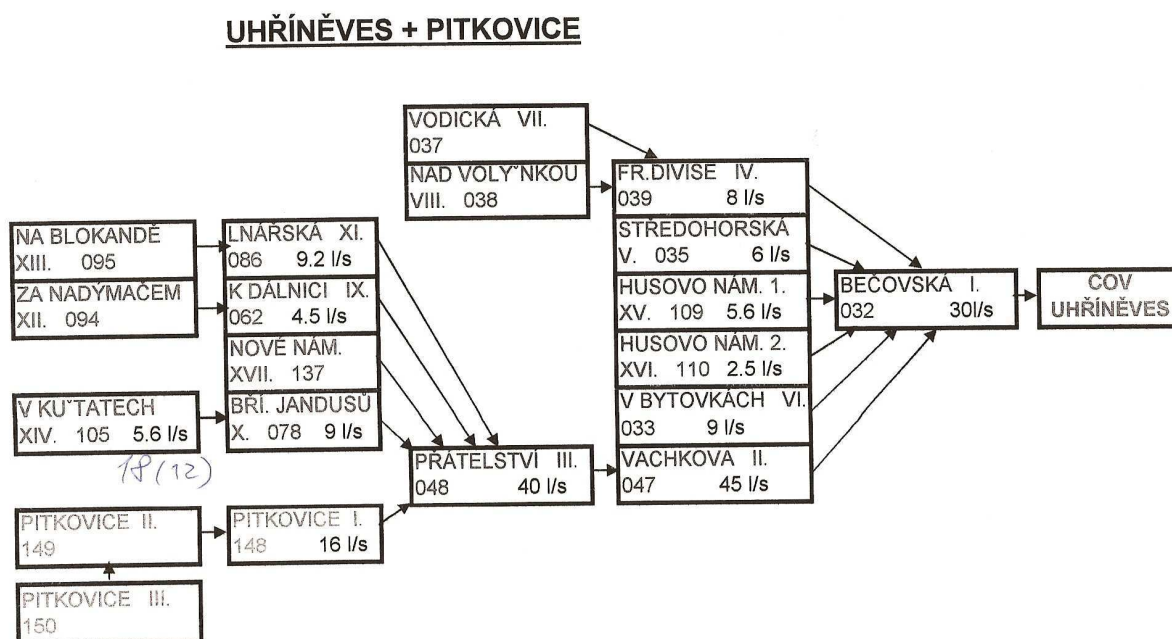 UHŘÍNĚVES + PITKOVICE
VODICKÁ VII.
037
NAD VOLYˇNKOU
VIII. 038
FR.DIVISE IV.
039 8 l/s
STŘEDOHORSKÁ
V. 035 6 l/s
HUSOVO NÁM. 1.
XV. 109 5.6 l/s
HUSOVO NÁM. 2.
XVI. 110 2.5 l/s
V BYTOVKÁCH VI.
033 9 l/s
VACHKOVA II.
047 45 l/s
NA BLOKANDĚ
XIII. 095
ZA NADÝMAČEM
XII. 094
LNÁŘSKÁ XI.
086 9.2 l/s
K DÁLNICI IX.
062 4.5 l/s
NOVÉ NÁM.
XVII. 137
BŘÍ. JANDUSŮ
X. 078 9 l/s
V KUˇTATECH
XIV. 105 5.6 l/s
18 (12)
BEČOVSKÁ I.
032 30l/s
COV
UHŘÍNĚVES
PŘÁTELSTVÍ III.
048 40 l/s
PITKOVICE II.
149
PITKOVICE I.
148 16 l/s
PITKOVICE III.
150